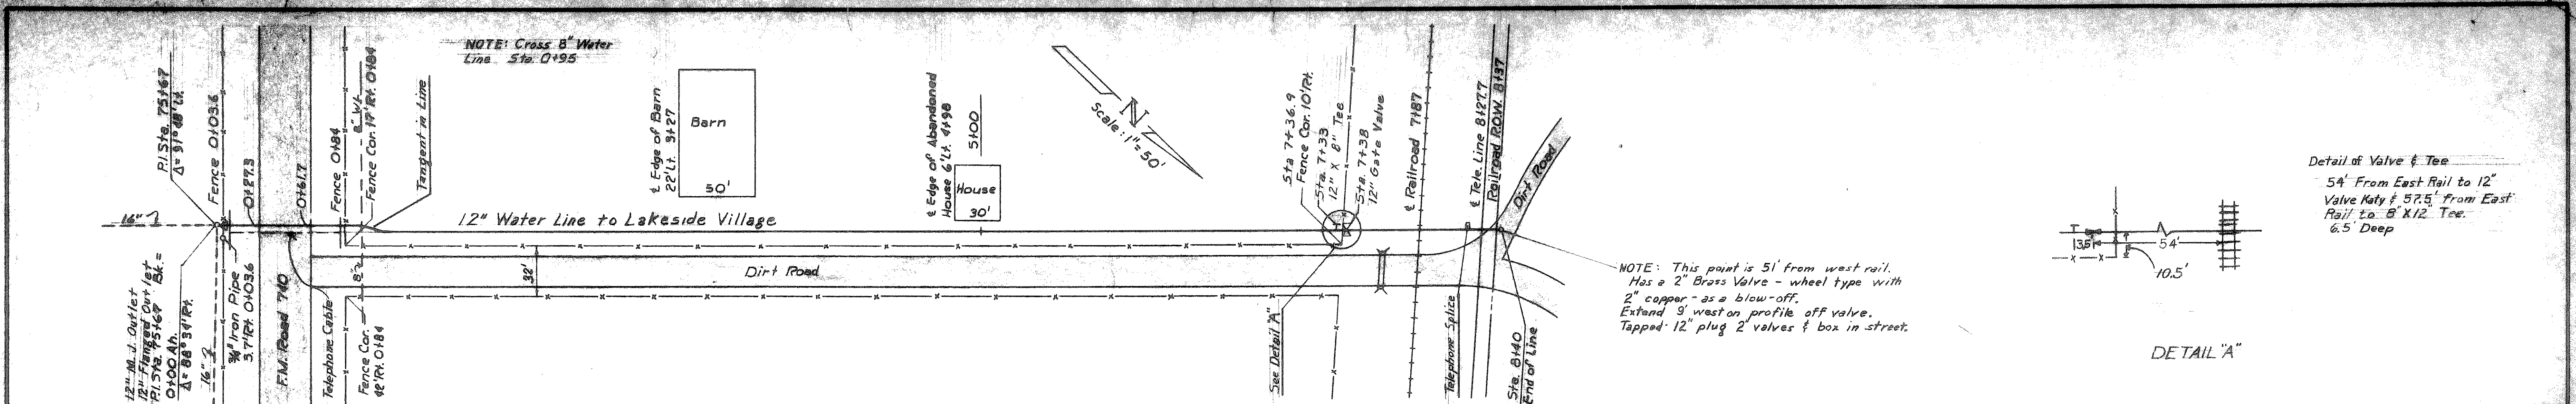 NOTE: Cross 8" Water
Line Sta. 0+95
P.I. Sta. 75+67
Δ = 91°48' Lt.
Fence 0+03.6
0+27.3
0+61.7
Fence 0+84
8" W.L.
Fence Cor. 17' Rt. 0+84
Tangent in Line
℄ Edge of Barn
22' Lt. 3+27
Barn
50'
℄ Edge of Abandoned
House 6' Lt. 4+98
5+00
House
30'
N
Scale: 1" = 50'
Sta 7+36.9
Fence Cor. 10' Rt.
Sta. 7+33
12" X 8" Tee
Sta. 7+38
12" Gate Valve
℄ Railroad 7+87
℄ Tele. Line 8+27.7
Railroad R.O.W. 8+37
Dirt Road
16"
12" Water Line to Lakeside Village
Dirt Road
32'
8"
12" M.J. Outlet
12" Flanged Outlet
P.I. Sta. 75+67 Bk. =
0+00 Ah.
Δ = 88°34' Rt.
16"
3/4" Iron Pipe
3.7' Rt. 0+03.6
F.M. Road 740
Telephone Cable
Fence Cor.
42' Rt. 0+84
See Detail "A"
Telephone Splice
Sta. 8+40
End of Line
NOTE: This point is 51' from west rail.
Has a 2" Brass Valve - wheel type with
2" copper - as a blow-off.
Extend 9' west on profile off valve.
Tapped 12" plug 2" valves & box in street.
Detail of Valve & Tee
54' From East Rail to 12"
Valve Katy & 57.5' from East
Rail to 8" X 12" Tee.
6.5' Deep
3.5'
54'
10.5'
DETAIL "A"